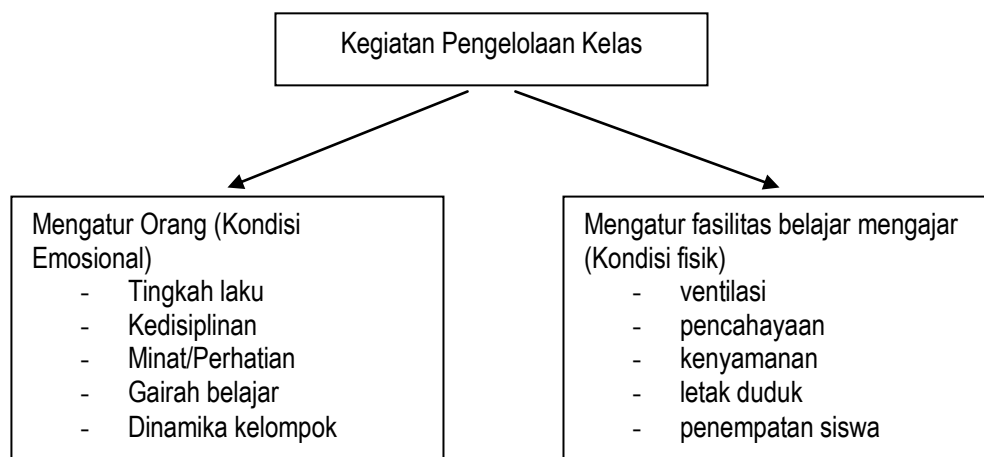 Kegiatan Pengelolaan Kelas
Mengatur Orang (Kondisi
Emosional)
- Tingkah laku
- Kedisiplinan
- Minat/Perhatian
- Gairah belajar
- Dinamika kelompok
Mengatur fasilitas belajar mengajar
(Kondisi fisik)
- ventilasi
- pencahayaan
- kenyamanan
- letak duduk
- penempatan siswa